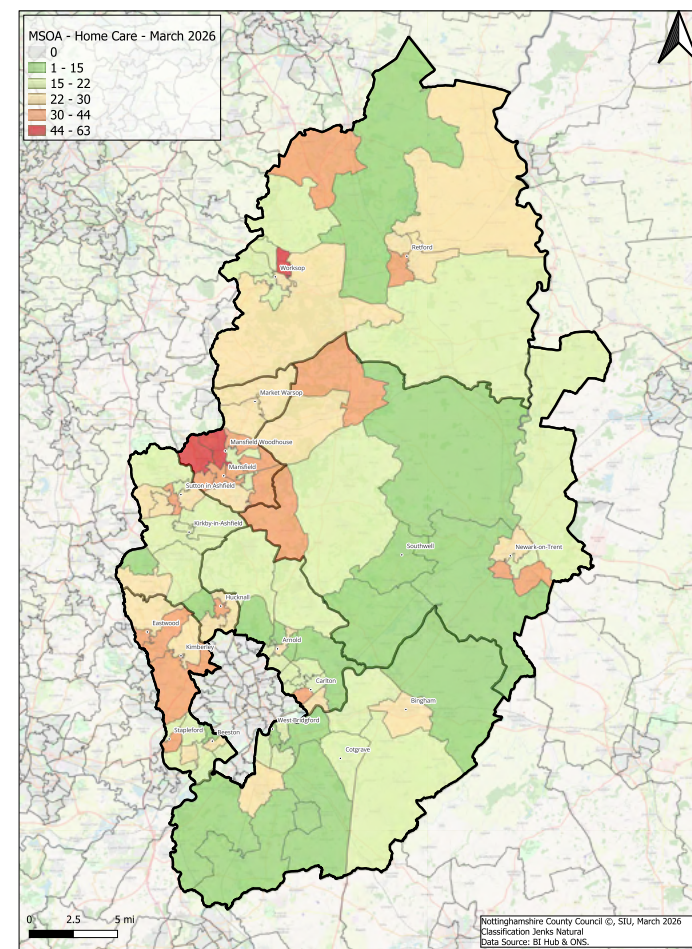 MSOA - Home Care - March 2026
0
1 - 15
15 - 22
22 - 30
30 - 44
44 - 63
Retford
Worksop
Market Warsop
Mansfield Woodhouse
Mansfield
Sutton in Ashfield
Kirkby-in-Ashfield
Southwell
Newark-on-Trent
Hucknall
Eastwood
Arnold
Kimberley
Carlton
Bingham
West Bridgford
Stapleford
Beeston
Cotgrave
0 2.5 5 mi
Nottinghamshire County Council ©, SIU, March 2026
Classification Jenks Natural
Data Source: BI Hub & ONS.